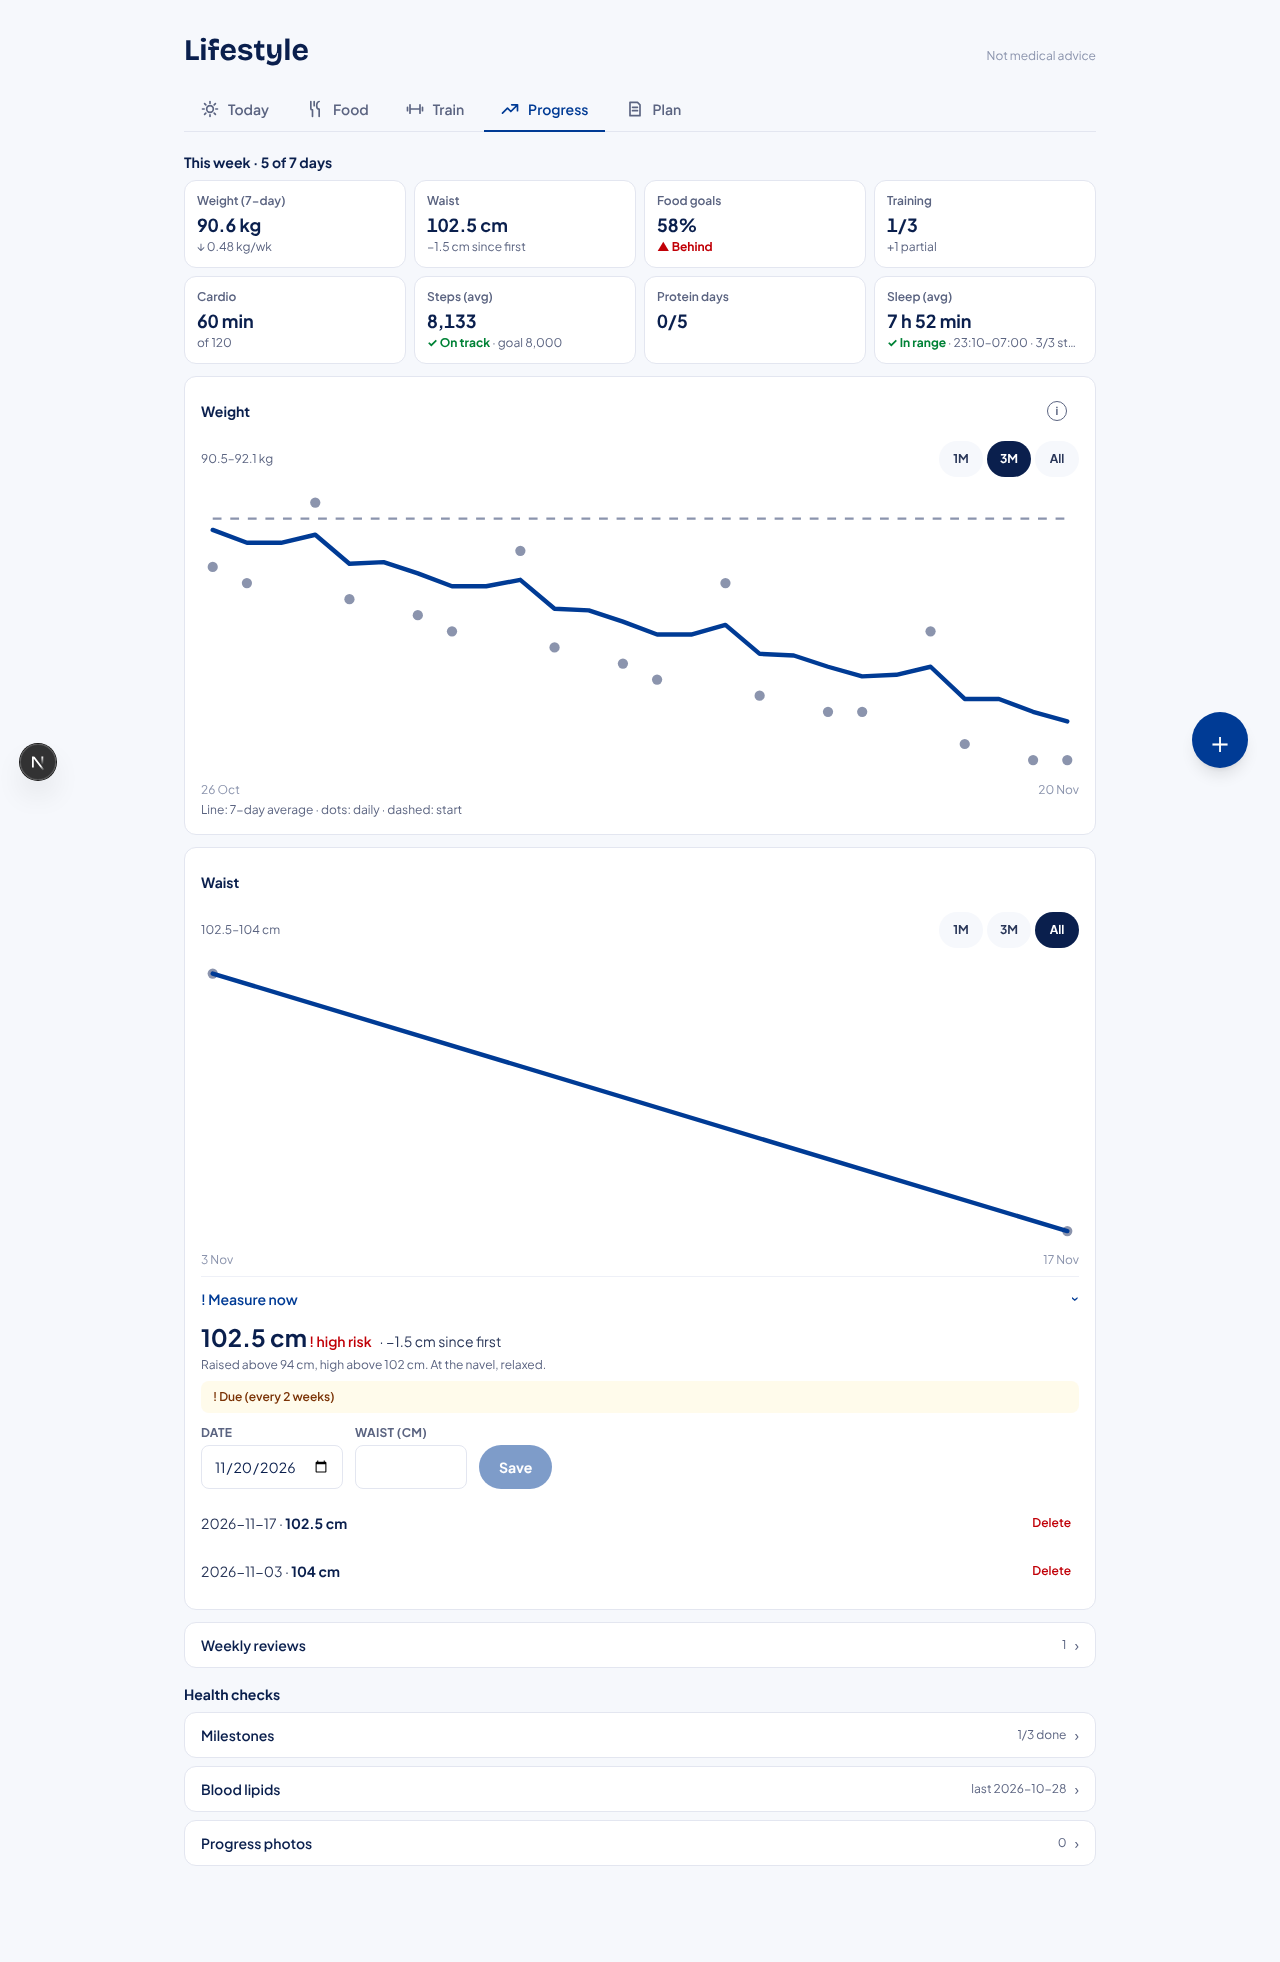 Lifestyle
Not medical advice
Today Food Train Progress Plan
This week · 5 of 7 days
Weight (7-day)
90.6 kg
↓ 0.48 kg/wk
Waist
102.5 cm
−1.5 cm since first
Food goals
58%
▲ Behind
Training
1/3
+1 partial
Cardio
60 min
of 120
Steps (avg)
8,133
✓ On track · goal 8,000
Protein days
0/5
Sleep (avg)
7 h 52 min
✓ In range · 23:10–07:00 · 3/3 st…
Weight
i
90.5–92.1 kg
1M 3M All
26 Oct 20 Nov
Line: 7-day average · dots: daily · dashed: start
N
+
Waist
102.5–104 cm
1M 3M All
3 Nov 17 Nov
! Measure now
102.5 cm ! high risk · −1.5 cm since first
Raised above 94 cm, high above 102 cm. At the navel, relaxed.
! Due (every 2 weeks)
DATE WAIST (CM)
11/20/2026 Save
2026-11-17 · 102.5 cm Delete
2026-11-03 · 104 cm Delete
Weekly reviews 1 ›
Health checks
Milestones 1/3 done ›
Blood lipids last 2026-10-28 ›
Progress photos 0 ›